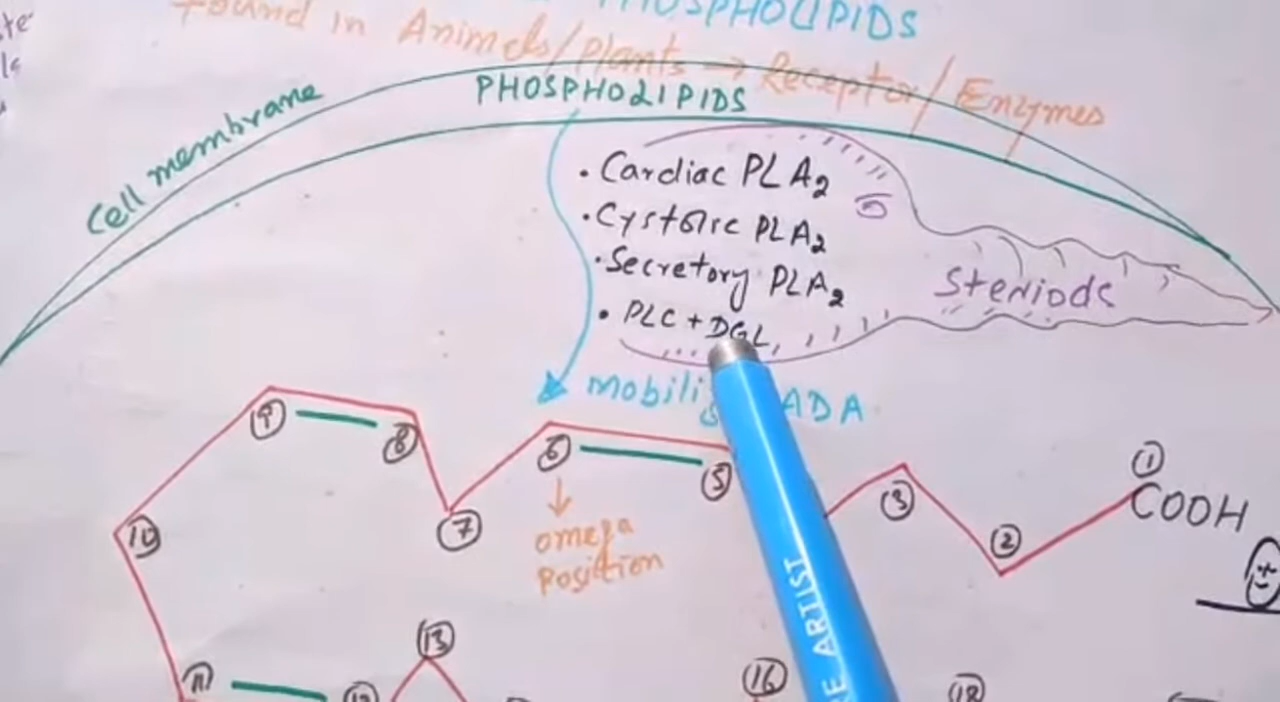 PHOSPHOLIPIDS
found in Animals/Plants → Receptor/Enzymes
PHOSPHOLIPIDS
Cell membrane
• Cardiac PLA2
• Cystolic PLA2
• Secretory PLA2
• PLC + DGL
Steriods
ADA
9
8
6
5
7
3
2
1
COOH
10
omega
Position
13
11
12
16
18
ARTIST